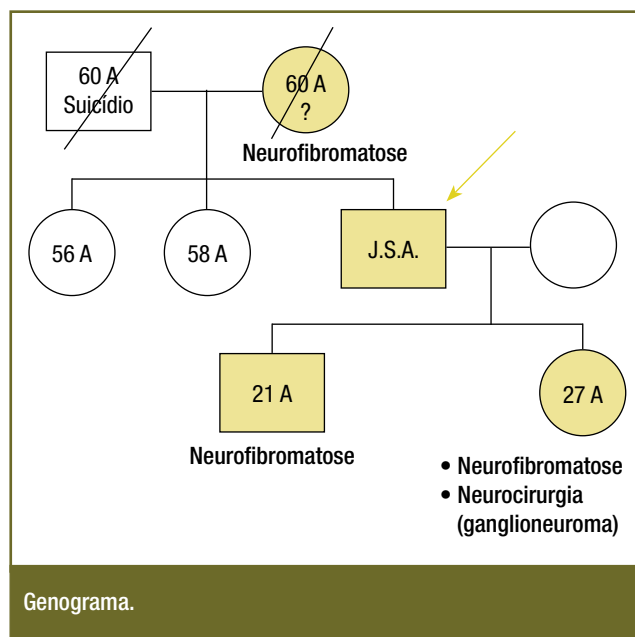 60 A
Suicídio
60 A
?
Neurofibromatose
56 A
58 A
J.S.A.
21 A
27 A
Neurofibromatose
• Neurofibromatose
• Neurocirurgia
(ganglioneuroma)
Genograma.